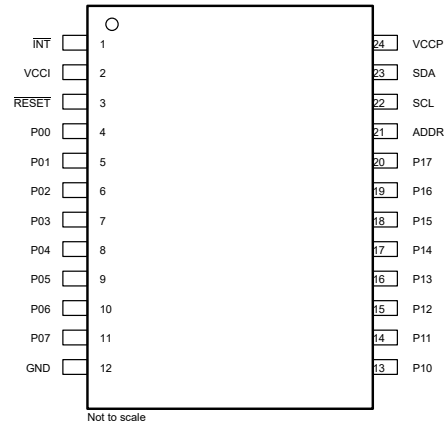 INT 1 24 VCCP
VCCI 2 23 SDA
RESET 3 22 SCL
P00 4 21 ADDR
P01 5 20 P17
P02 6 19 P16
P03 7 18 P15
P04 8 17 P14
P05 9 16 P13
P06 10 15 P12
P07 11 14 P11
GND 12 13 P10
Not to scale